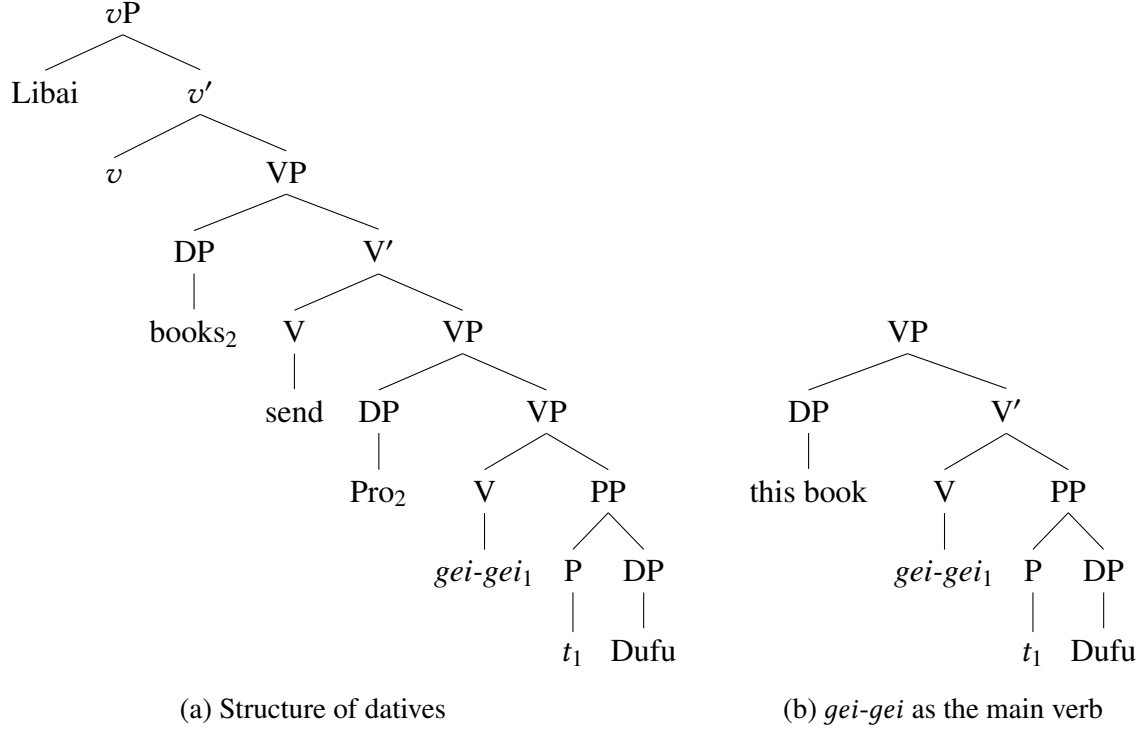 vP
Libai v′
v VP
DP V′
books₂ V VP VP
send DP VP DP V′
Pro₂ V PP this book V PP
gei-gei₁ P DP gei-gei₁ P DP
t₁ Dufu t₁ Dufu
(a) Structure of datives (b) gei-gei as the main verb